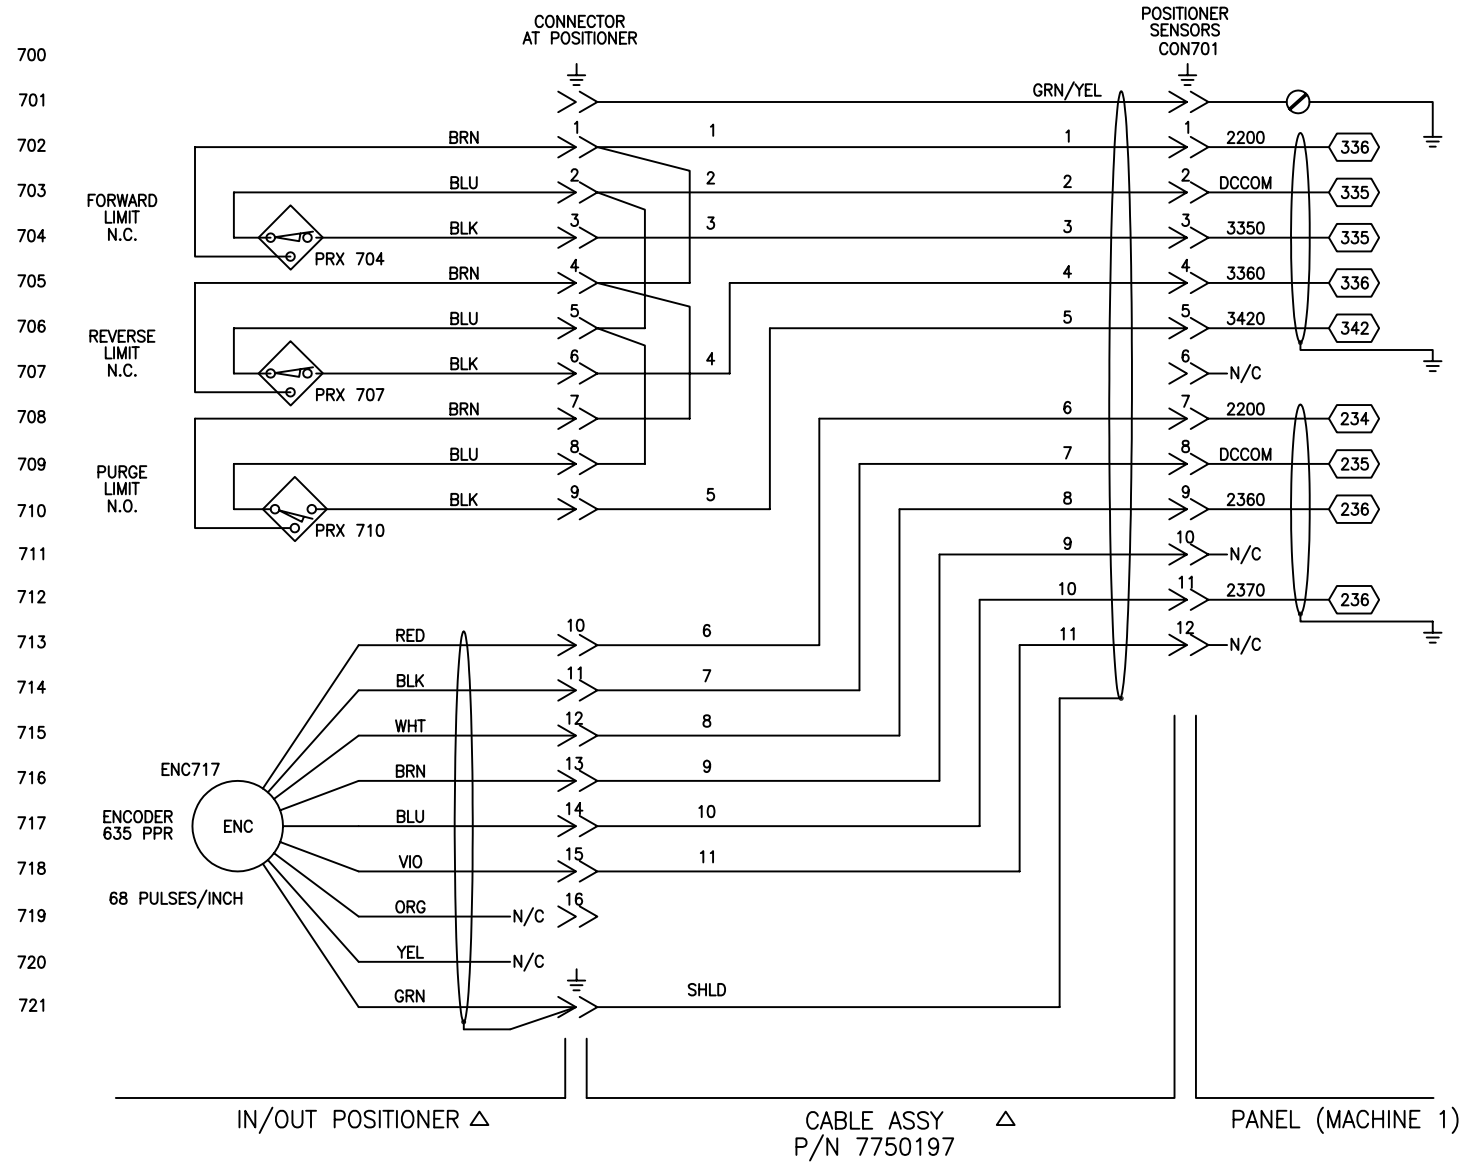 CONNECTOR
AT POSITIONER
POSITIONER
SENSORS
CON701
700
701 GRN/YEL
702 BRN 1 1 1 1 2200 336
703 BLU 2 2 2 2 DCCOM 335
FORWARD
LIMIT
N.C.
704 BLK 3 3 3 3 3350 335
PRX 704
705 BRN 4 4 4 3360 336
706 BLU 5 5 5 3420 342
REVERSE
LIMIT
N.C.
707 BLK 6 4 6 N/C
PRX 707
708 BRN 7 6 7 2200 234
709 BLU 8 7 8 DCCOM 235
PURGE
LIMIT
N.O.
710 BLK 9 5 8 9 2360 236
PRX 710
711 9 10 N/C
712 10 11 2370 236
713 RED 10 6 11 12 N/C
714 BLK 11 7
715 WHT 12 8
ENC717
716 BRN 13 9
ENCODER
635 PPR
717 ENC BLU 14 10
718 VIO 15 11
68 PULSES/INCH
719 ORG N/C 16
720 YEL N/C
721 GRN SHLD
IN/OUT POSITIONER △
CABLE ASSY △
P/N 7750197
PANEL (MACHINE 1)